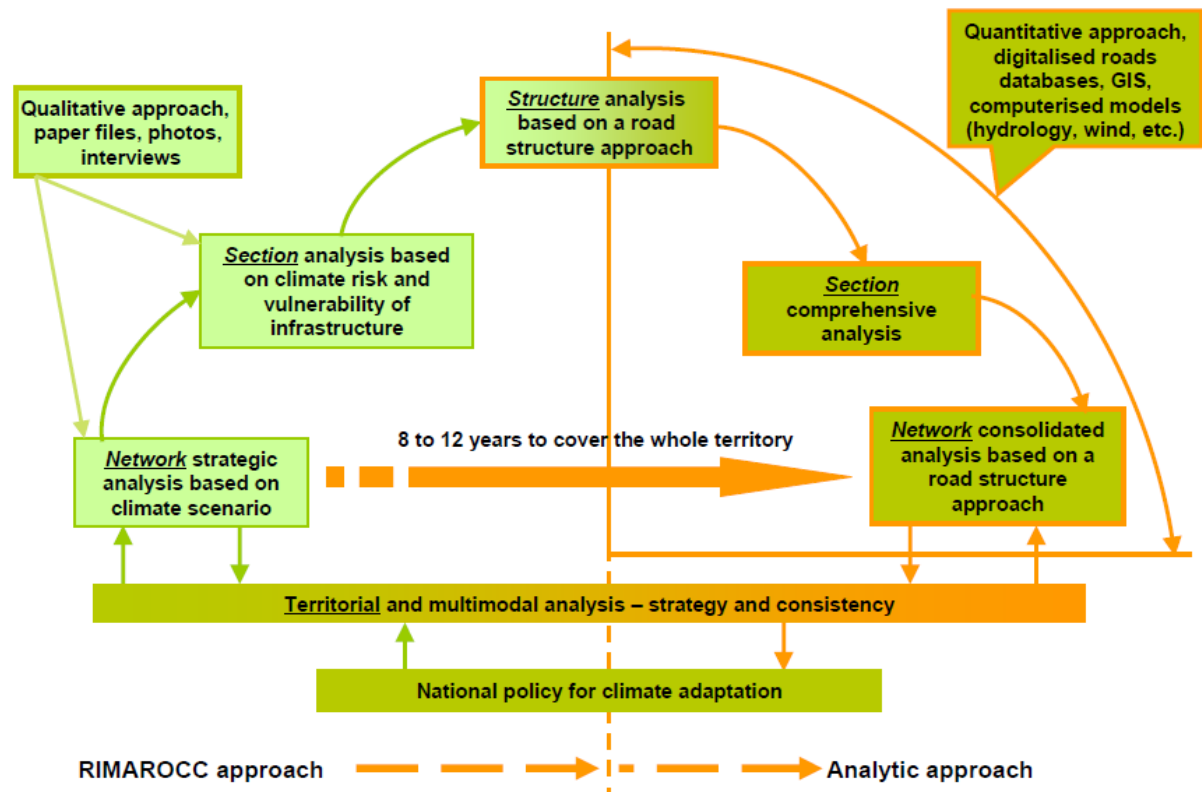 Qualitative approach,
paper files, photos,
interviews
Structure analysis
based on a road
structure approach
Quantitative approach,
digitalised roads
databases, GIS,
computerised models
(hydrology, wind, etc.)
Section analysis based
on climate risk and
vulnerability of
infrastructure
Section
comprehensive
analysis
Network strategic
analysis based on
climate scenario
8 to 12 years to cover the whole territory
Network consolidated
analysis based on a
road structure
approach
Territorial and multimodal analysis – strategy and consistency
National policy for climate adaptation
RIMAROCC approach
Analytic approach